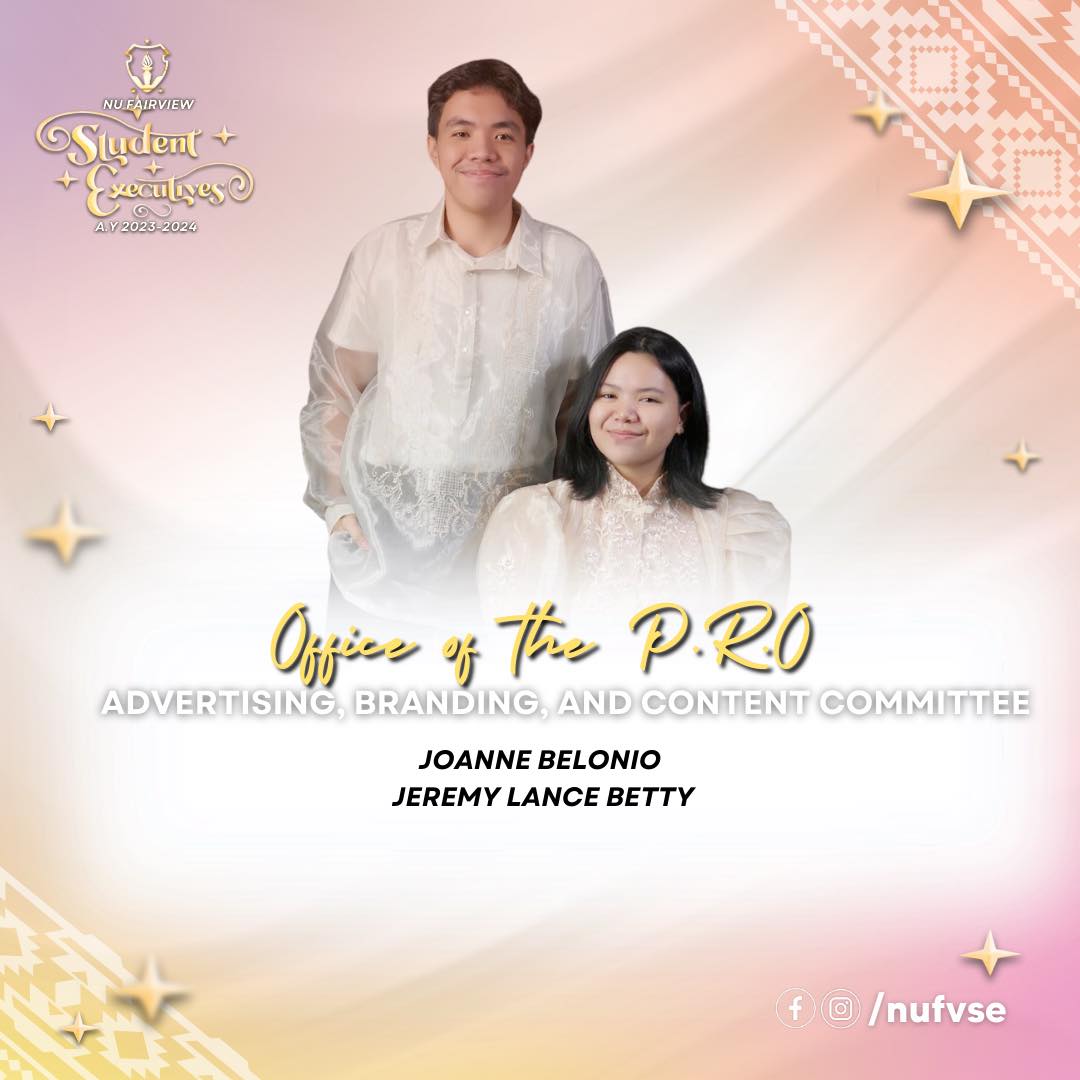 NU FAIRVIEW
Student
Executives
A.Y 2023-2024
Office of the P.R.O
ADVERTISING, BRANDING, AND CONTENT COMMITTEE
JOANNE BELONIO
JEREMY LANCE BETTY
/nufvse